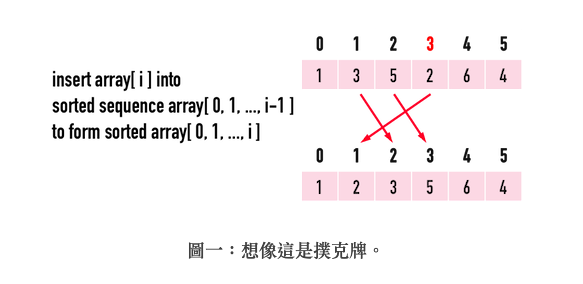 insert array[ i ] into
sorted sequence array[ 0, 1, ..., i-1 ]
to form sorted array[ 0, 1, ..., i ]
0 1 2 3 4 5
1 3 5 2 6 4
0 1 2 3 4 5
1 2 3 5 6 4
圖一：想像這是撲克牌。